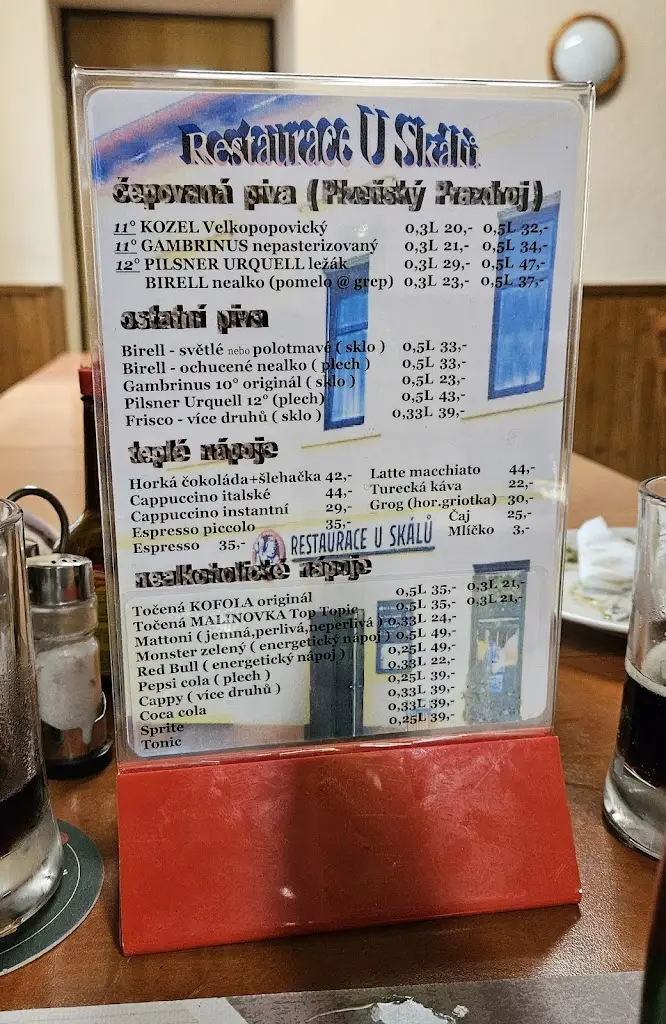 Restaurace U Skálů
čepovaná piva (Plzeňský Prazdroj)
11° KOZEL Velkopopovický 0,3L 20,- 0,5L 32,-
11° GAMBRINUS nepasterizovaný 0,3L 21,- 0,5L 34,-
12° PILSNER URQUELL ležák 0,3L 29,- 0,5L 47,-
BIRELL nealko (pomelo @ grep) 0,3L 23,- 0,5L 37,-
ostatní piva
Birell - světlé nebo polotmavé ( sklo ) 0,5L 33,-
Birell - ochucené nealko ( plech ) 0,5L 33,-
Gambrinus 10° originál ( sklo ) 0,5L 23,-
Pilsner Urquell 12° (plech) 0,5L 43,-
Frisco - více druhů ( sklo ) 0,33L 39,-
teplé nápoje
Horká čokoláda+šlehačka 42,- Latte macchiato 44,-
Cappuccino italské 44,- Turecká káva 22,-
Cappuccino instantní 29,- Grog (hor.griotka) 30,-
Espresso piccolo 35,- Čaj 25,-
Espresso 35,- Mlíčko 3,-
RESTAURACE U SKÁLŮ
nealkoholické nápoje
Točená KOFOLA originál 0,5L 35,- 0,3L 21,-
Točená MALINOVKA Top Topic 0,5L 35,- 0,3L 21,-
Mattoni ( jemná,perlivá,neperlivá ) 0,33L 24,-
Monster zelený ( energetický nápoj ) 0,5L 49,-
Red Bull ( energetický nápoj ) 0,25L 49,-
Pepsi cola ( plech ) 0,33L 22,-
Cappy ( více druhů ) 0,25L 39,-
Coca cola 0,33L 39,-
Sprite 0,33L 39,-
Tonic 0,25L 39,-